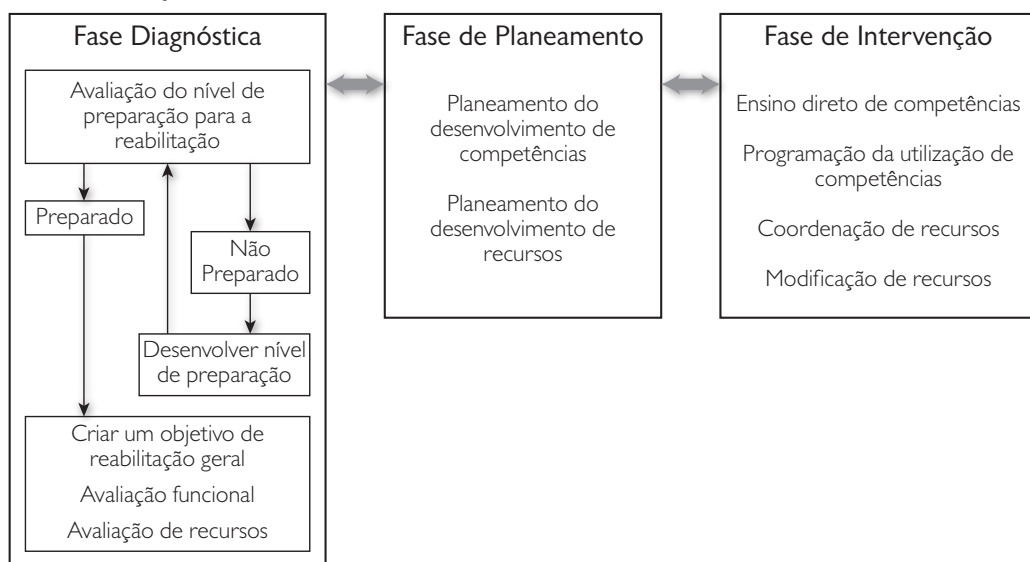 Fase Diagnóstica
Avaliação do nível de
preparação para a
reabilitação
Preparado
Não
Preparado
Desenvolver nível
de preparação
Criar um objetivo de
reabilitação geral
Avaliação funcional
Avaliação de recursos
Fase de Planeamento
Planeamento do
desenvolvimento de
competências
Planeamento do
desenvolvimento de
recursos
Fase de Intervenção
Ensino direto de competências
Programação da utilização de
competências
Coordenação de recursos
Modificação de recursos